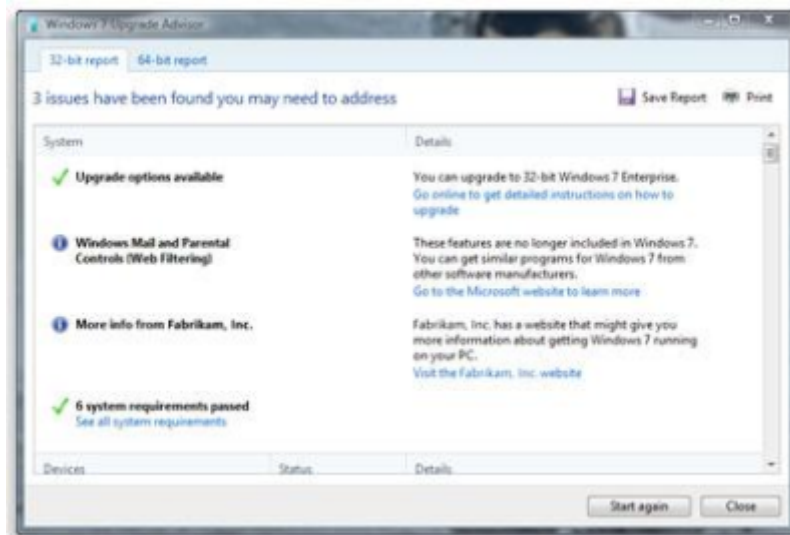 Windows 7 Upgrade Advisor
32-bit report 64-bit report
3 issues have been found you may need to address
Save Report Print
System Details
Upgrade options available
You can upgrade to 32-bit Windows 7 Enterprise.
Go online to get detailed instructions on how to
upgrade
Windows Mail and Parental
Controls (Web Filtering)
These features are no longer included in Windows 7.
You can get similar programs for Windows 7 from
other software manufacturers.
Go to the Microsoft website to learn more
More info from Fabrikam, Inc.
Fabrikam, Inc. has a website that might give you
more information about getting Windows 7 running
on your PC.
Visit the Fabrikam, Inc. website
6 system requirements passed
See all system requirements
Devices Status Details
Start again Close